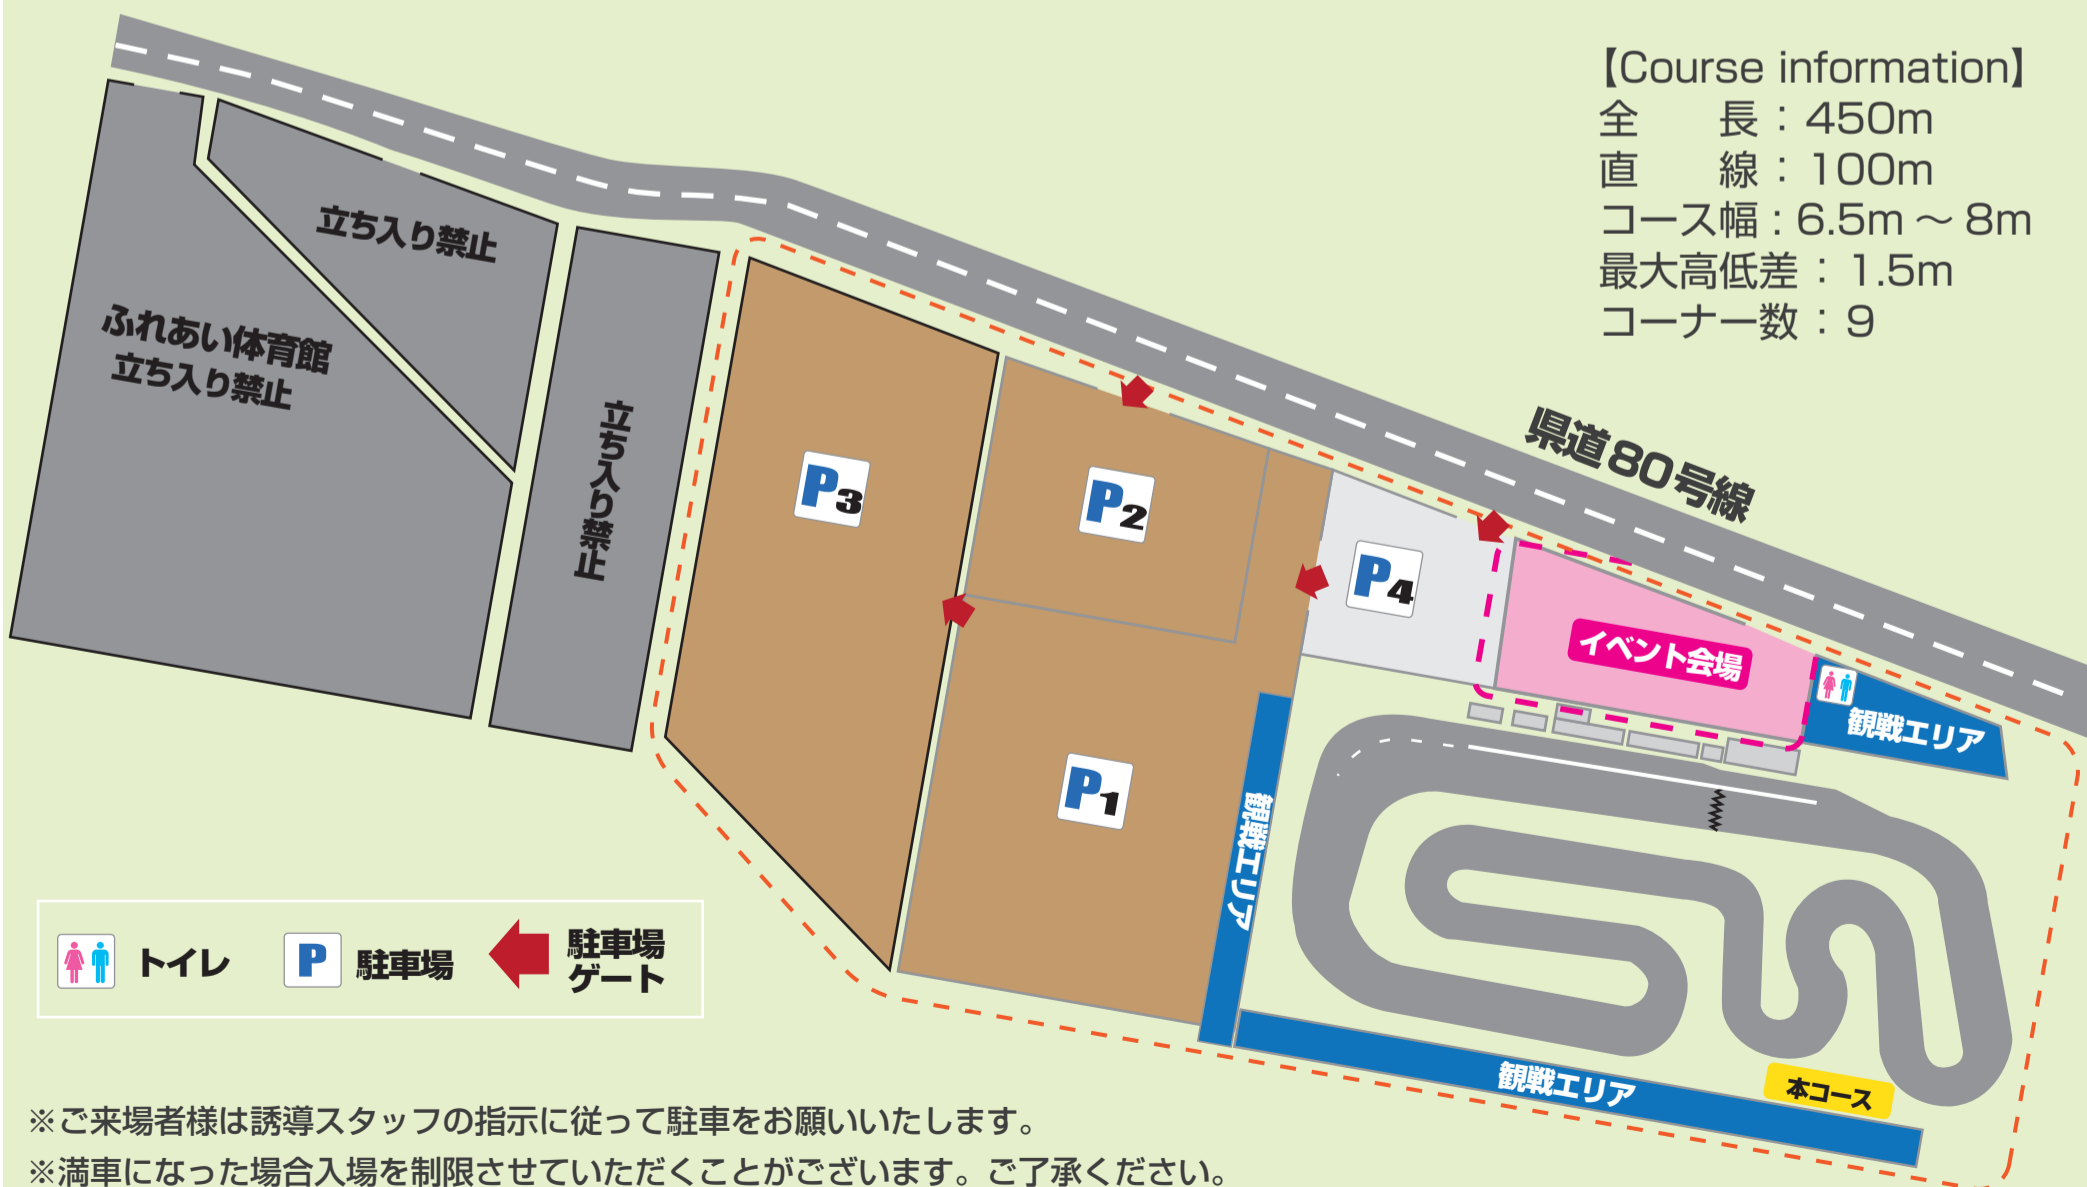 【Course information】
全　　長：450m
直　　線：100m
コース幅：6.5m～8m
最大高低差：1.5m
コーナー数：9
立ち入り禁止
ふれあい体育館
立ち入り禁止
立ち入り禁止
県道80号線
P3
P2
P4
イベント会場
観戦エリア
P1
観戦エリア
観戦エリア
本コース
トイレ
P 駐車場
駐車場
ゲート
※ご来場者様は誘導スタッフの指示に従って駐車をお願いいたします。
※満車になった場合入場を制限させていただくことがございます。ご了承ください。